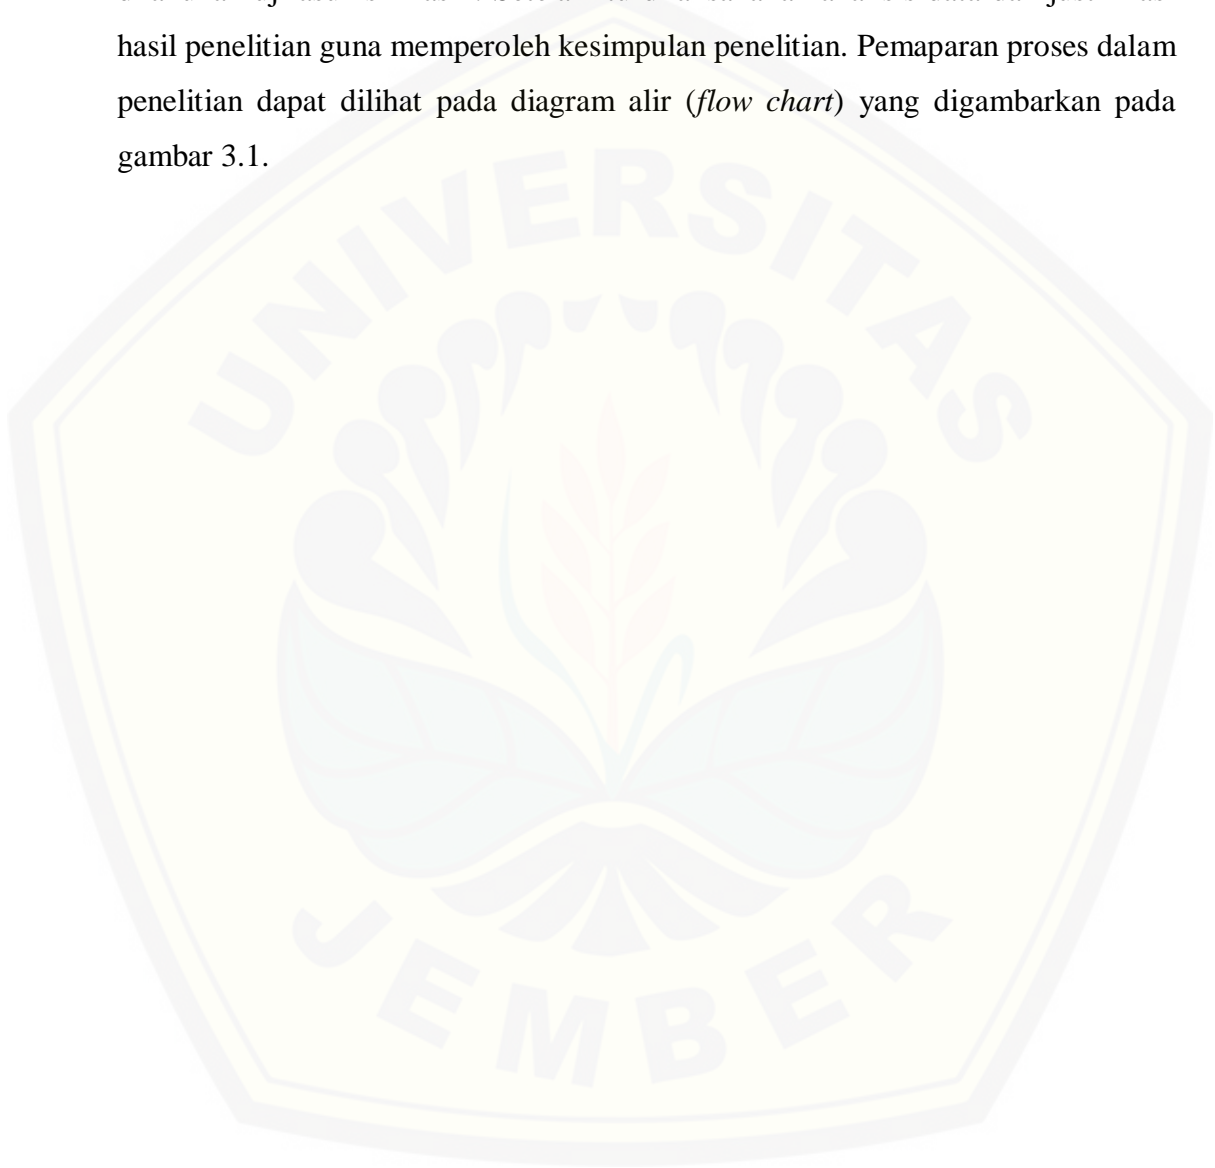 hasil penelitian guna memperoleh kesimpulan penelitian. Pemaparan proses dalam
penelitian dapat dilihat pada diagram alir (flow chart) yang digambarkan pada
gambar 3.1.
UNIVERSITAS
JEMBER